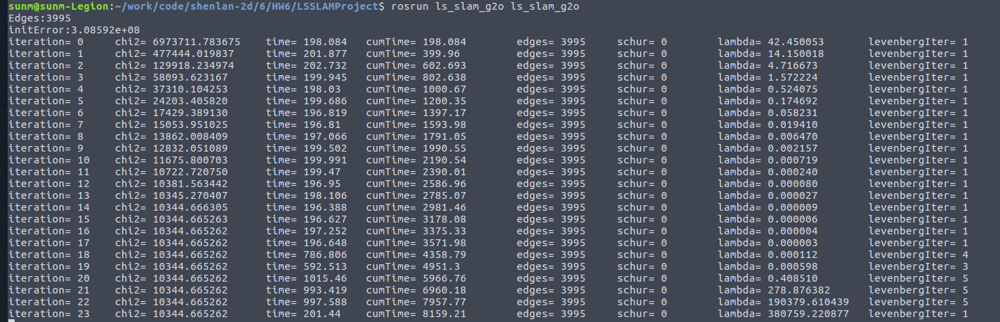 sunm@sunm-Legion:~/work/code/shenlan-2d/6/HW6/LSSLAMProject$ rosrun ls_slam_g2o ls_slam_g2o
Edges:3995
initError:3.08592e+08
iteration= 0 chi2= 6973711.783675 time= 198.084 cumTime= 198.084 edges= 3995 schur= 0 lambda= 42.450053 levenbergIter= 1
iteration= 1 chi2= 477444.019837 time= 201.877 cumTime= 399.96 edges= 3995 schur= 0 lambda= 14.150018 levenbergIter= 1
iteration= 2 chi2= 129918.234974 time= 202.732 cumTime= 602.693 edges= 3995 schur= 0 lambda= 4.716673 levenbergIter= 1
iteration= 3 chi2= 58093.623167 time= 199.945 cumTime= 802.638 edges= 3995 schur= 0 lambda= 1.572224 levenbergIter= 1
iteration= 4 chi2= 37310.104253 time= 198.03 cumTime= 1000.67 edges= 3995 schur= 0 lambda= 0.524075 levenbergIter= 1
iteration= 5 chi2= 24203.405820 time= 199.686 cumTime= 1200.35 edges= 3995 schur= 0 lambda= 0.174692 levenbergIter= 1
iteration= 6 chi2= 17429.389130 time= 196.819 cumTime= 1397.17 edges= 3995 schur= 0 lambda= 0.058231 levenbergIter= 1
iteration= 7 chi2= 15053.951025 time= 196.81 cumTime= 1593.98 edges= 3995 schur= 0 lambda= 0.019410 levenbergIter= 1
iteration= 8 chi2= 13862.008409 time= 197.066 cumTime= 1791.05 edges= 3995 schur= 0 lambda= 0.006470 levenbergIter= 1
iteration= 9 chi2= 12832.051089 time= 199.502 cumTime= 1990.55 edges= 3995 schur= 0 lambda= 0.002157 levenbergIter= 1
iteration= 10 chi2= 11675.800703 time= 199.991 cumTime= 2190.54 edges= 3995 schur= 0 lambda= 0.000719 levenbergIter= 1
iteration= 11 chi2= 10722.720750 time= 199.47 cumTime= 2390.01 edges= 3995 schur= 0 lambda= 0.000240 levenbergIter= 1
iteration= 12 chi2= 10381.563442 time= 196.95 cumTime= 2586.96 edges= 3995 schur= 0 lambda= 0.000080 levenbergIter= 1
iteration= 13 chi2= 10345.270407 time= 198.106 cumTime= 2785.07 edges= 3995 schur= 0 lambda= 0.000027 levenbergIter= 1
iteration= 14 chi2= 10344.666305 time= 196.388 cumTime= 2981.46 edges= 3995 schur= 0 lambda= 0.000009 levenbergIter= 1
iteration= 15 chi2= 10344.665263 time= 196.627 cumTime= 3178.08 edges= 3995 schur= 0 lambda= 0.000006 levenbergIter= 1
iteration= 16 chi2= 10344.665262 time= 197.252 cumTime= 3375.33 edges= 3995 schur= 0 lambda= 0.000004 levenbergIter= 1
iteration= 17 chi2= 10344.665262 time= 196.648 cumTime= 3571.98 edges= 3995 schur= 0 lambda= 0.000003 levenbergIter= 1
iteration= 18 chi2= 10344.665262 time= 786.806 cumTime= 4358.79 edges= 3995 schur= 0 lambda= 0.000112 levenbergIter= 4
iteration= 19 chi2= 10344.665262 time= 592.513 cumTime= 4951.3 edges= 3995 schur= 0 lambda= 0.000598 levenbergIter= 3
iteration= 20 chi2= 10344.665262 time= 1015.46 cumTime= 5966.76 edges= 3995 schur= 0 lambda= 0.408510 levenbergIter= 5
iteration= 21 chi2= 10344.665262 time= 993.419 cumTime= 6960.18 edges= 3995 schur= 0 lambda= 278.876382 levenbergIter= 5
iteration= 22 chi2= 10344.665262 time= 997.588 cumTime= 7957.77 edges= 3995 schur= 0 lambda= 190379.610439 levenbergIter= 5
iteration= 23 chi2= 10344.665262 time= 201.44 cumTime= 8159.21 edges= 3995 schur= 0 lambda= 380759.220877 levenbergIter= 1